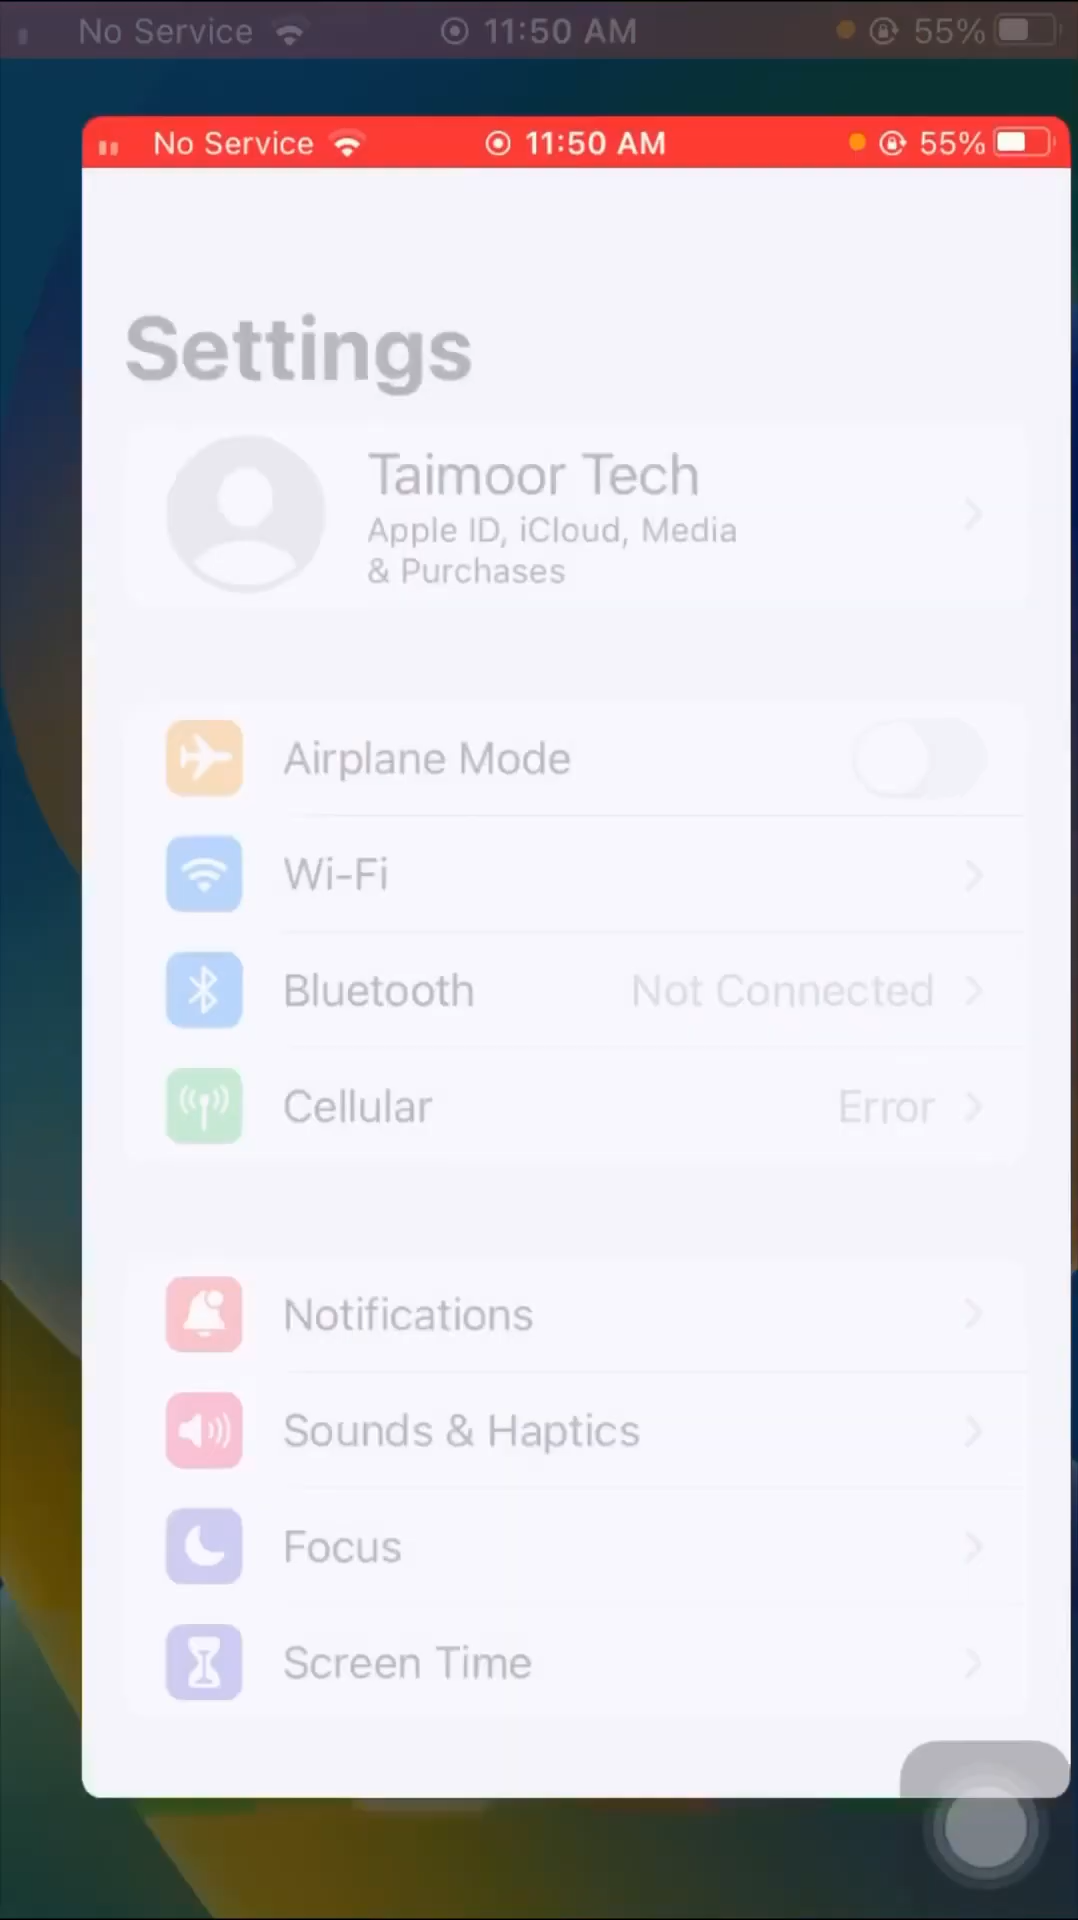 No Service 11:50 AM 55%
No Service 11:50 AM 55%
Settings
Taimoor Tech
Apple ID, iCloud, Media
& Purchases
Airplane Mode
Wi-Fi
Bluetooth Not Connected
Cellular Error
Notifications
Sounds & Haptics
Focus
Screen Time